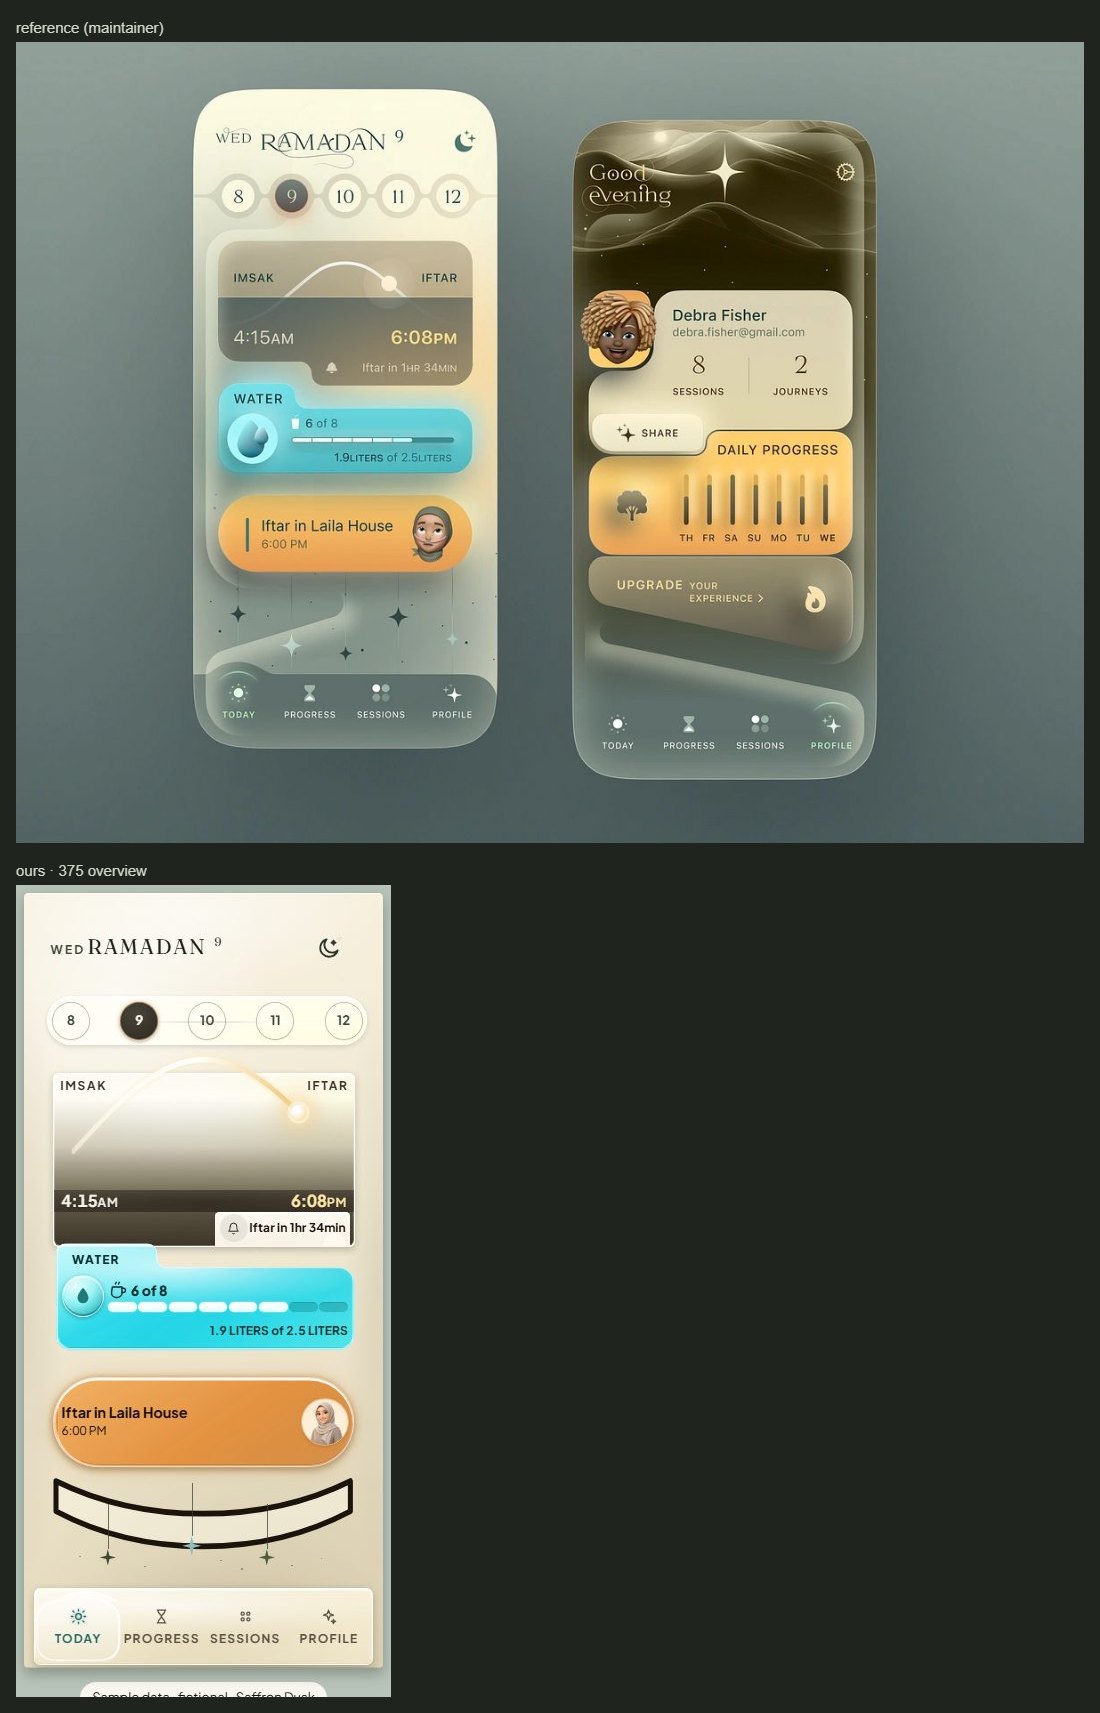 reference (maintainer)
WED RAMADAN 9
8 9 10 11 12
IMSAK IFTAR
4:15AM 6:08PM
Iftar in 1HR 34MIN
WATER
6 of 8
1.9LITERS of 2.5LITERS
Iftar in Laila House
6:00 PM
TODAY PROGRESS SESSIONS PROFILE
Good
evening
Debra Fisher
debra.fisher@gmail.com
8 2
SESSIONS JOURNEYS
SHARE
DAILY PROGRESS
TH FR SA SU MO TU WE
UPGRADE YOUR
EXPERIENCE >
TODAY PROGRESS SESSIONS PROFILE
ours · 375 overview
WED RAMADAN 9
8 9 10 11 12
IMSAK IFTAR
4:15AM 6:08PM
Iftar in 1hr 34min
WATER
6 of 8
1.9 LITERS of 2.5 LITERS
Iftar in Laila House
6:00 PM
TODAY PROGRESS SESSIONS PROFILE
Sample data · fictional · Saffron Dusk